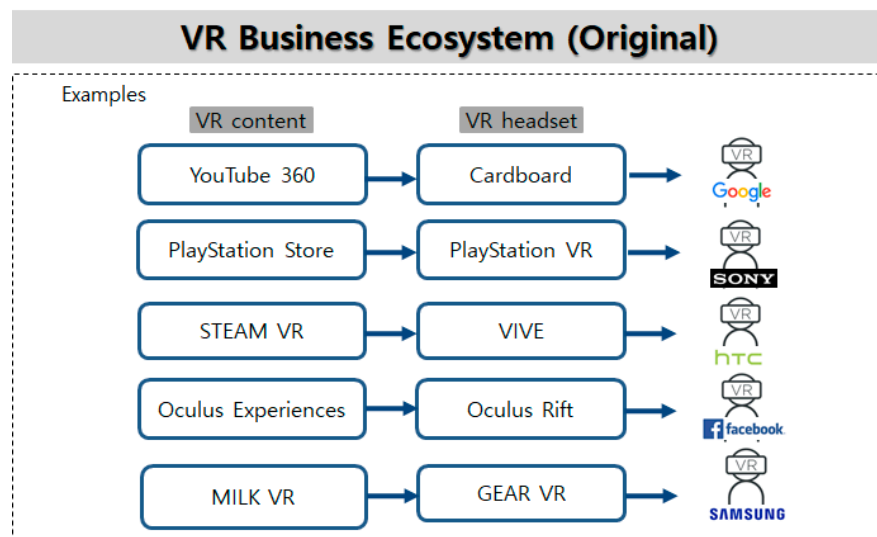 VR Business Ecosystem (Original)
Examples
VR content VR headset
YouTube 360 Cardboard VR Google
PlayStation Store PlayStation VR VR SONY
STEAM VR VIVE VR hTC
Oculus Experiences Oculus Rift VR f facebook.
MILK VR GEAR VR VR SAMSUNG